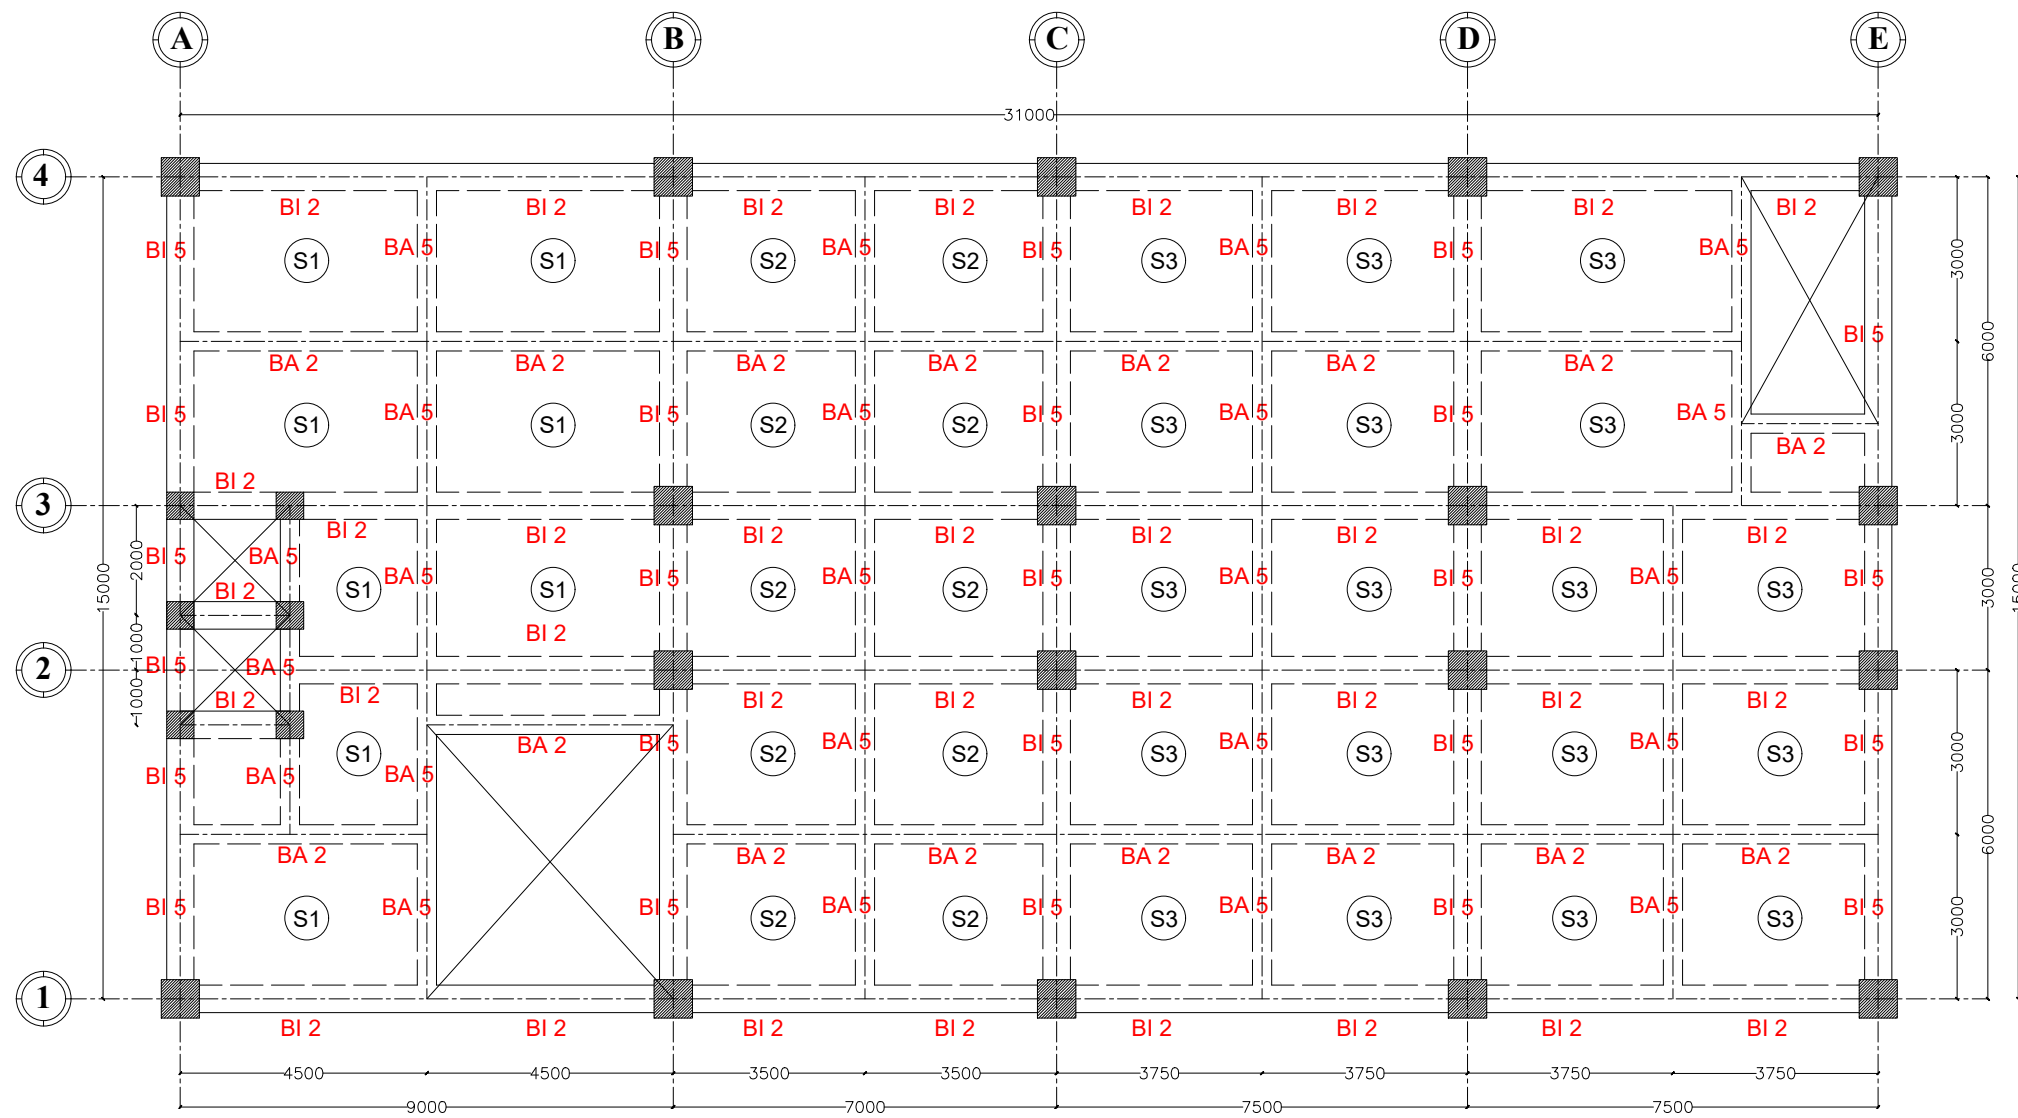 A B C D E
31000
4
BI 2 BI 2 BI 2 BI 2 BI 2 BI 2 BI 2 BI 2
BI 5 BA 5 BI 5 BA 5 BI 5 BA 5 BI 5 BA 5
S1 S1 S2 S2 S3 S3 S3
3000
BI 5
6000
BA 2 BA 2 BA 2 BA 2 BA 2 BA 2 BA 2
BI 5 BA 5 BI 5 BA 5 BI 5 BA 5 BI 5 BA 5
S1 S1 S2 S2 S3 S3 S3
3000
BA 2
BI 2
3
BI 2 BI 2 BI 2 BI 2 BI 2 BI 2 BI 2 BI 2
BI 5 BA 5
2000
15000
BA 5 BI 5 BA 5 BI 5 BA 5 BI 5 BA 5 BI 5
S1 S1 S2 S2 S3 S3 S3 S3
3000
15000
BI 2
BI 2
1000
2
BI 5 BA 5
1000
BI 2 BI 2 BI 2 BI 2 BI 2 BI 2 BI 2 BI 2
BA 2 BI 5 BA 5 BI 5 BA 5 BI 5 BA 5 BI 5
S1 S2 S2 S3 S3 S3 S3
3000
BI 5 BA 5 BA 5
6000
BA 2 BA 2 BA 2 BA 2 BA 2 BA 2 BA 2
BI 5 BA 5 BI 5 BA 5 BI 5 BA 5 BI 5 BA 5 BI 5
S1 S2 S2 S3 S3 S3 S3
3000
1
BI 2 BI 2 BI 2 BI 2 BI 2 BI 2 BI 2 BI 2
4500 4500 3500 3500 3750 3750 3750 3750
9000 7000 7500 7500